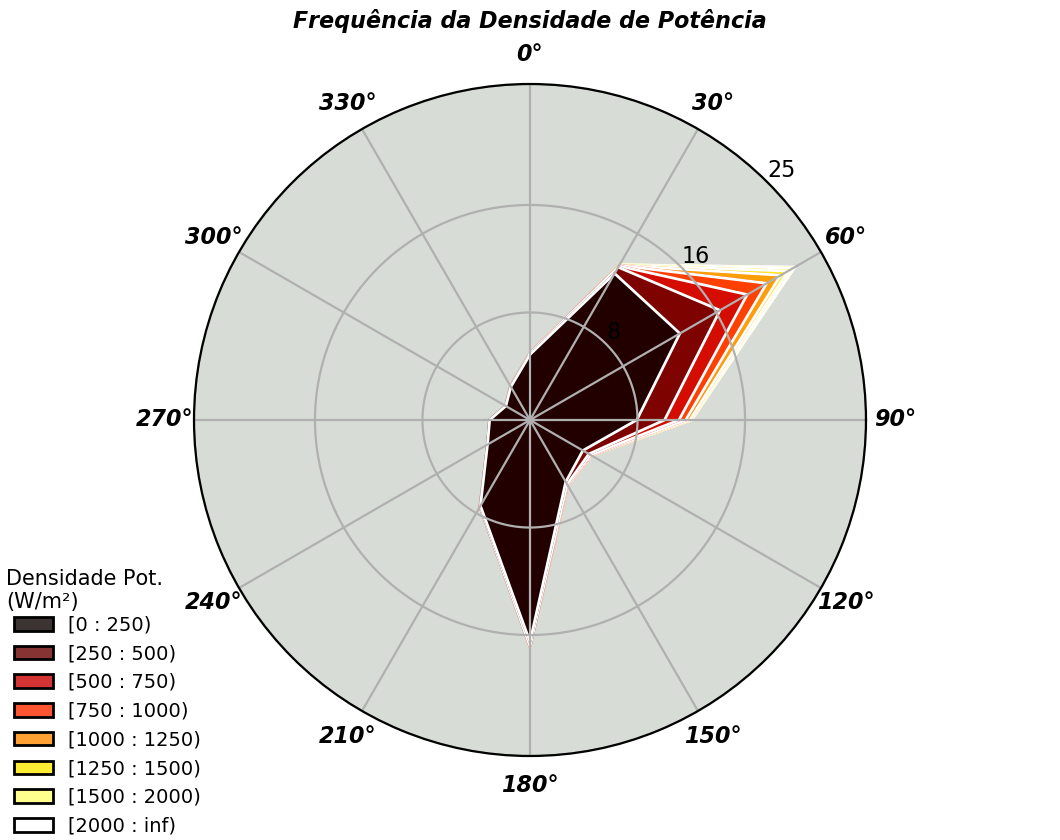 Frequência da Densidade de Potência
0°
330°
30°
25
300°
60°
16
8
270°
90°
240°
120°
210°
150°
180°
Densidade Pot.
(W/m²)
[0 : 250)
[250 : 500)
[500 : 750)
[750 : 1000)
[1000 : 1250)
[1250 : 1500)
[1500 : 2000)
[2000 : inf)